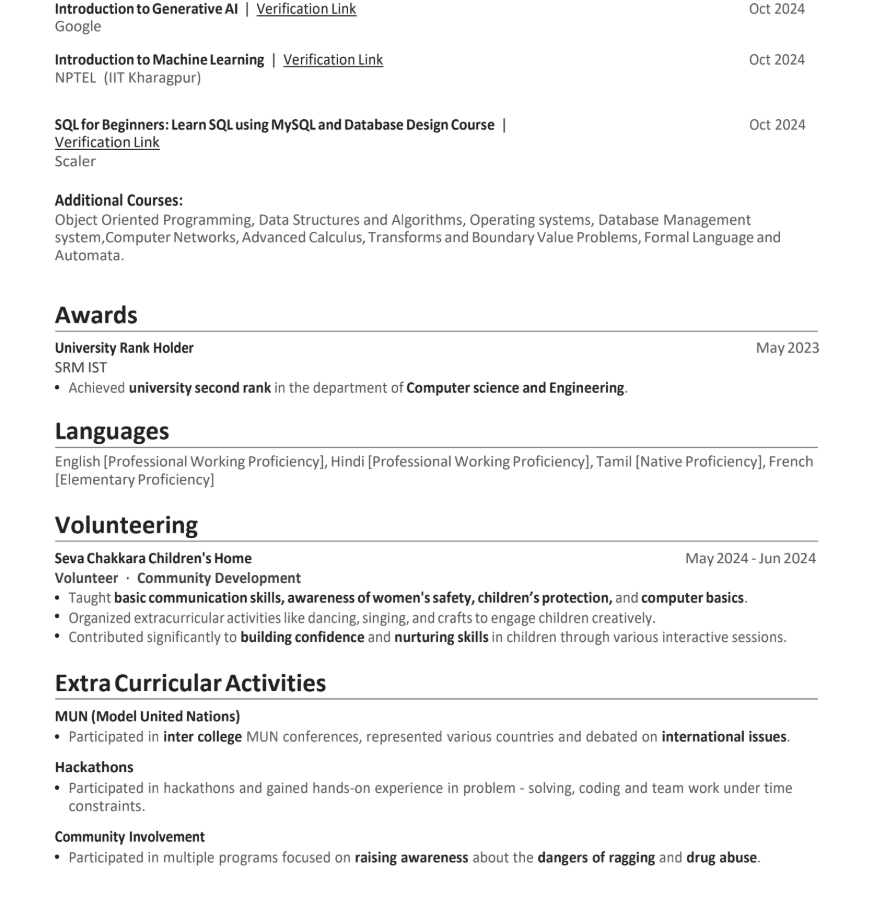 Introduction to Generative AI | Verification Link Oct 2024
Google
Introduction to Machine Learning | Verification Link Oct 2024
NPTEL (IIT Kharagpur)
SQL for Beginners: Learn SQL using MySQL and Database Design Course | Oct 2024
Verification Link
Scaler
Additional Courses:
Object Oriented Programming, Data Structures and Algorithms, Operating systems, Database Management
system,Computer Networks, Advanced Calculus, Transforms and Boundary Value Problems, Formal Language and
Automata.
Awards
University Rank Holder May 2023
SRM IST
• Achieved university second rank in the department of Computer science and Engineering.
Languages
English [Professional Working Proficiency], Hindi [Professional Working Proficiency], Tamil [Native Proficiency], French
[Elementary Proficiency]
Volunteering
Seva Chakkara Children's Home May 2024 - Jun 2024
Volunteer · Community Development
• Taught basic communication skills, awareness of women's safety, children’s protection, and computer basics.
• Organized extracurricular activities like dancing, singing, and crafts to engage children creatively.
• Contributed significantly to building confidence and nurturing skills in children through various interactive sessions.
Extra Curricular Activities
MUN (Model United Nations)
• Participated in inter college MUN conferences, represented various countries and debated on international issues.
Hackathons
• Participated in hackathons and gained hands-on experience in problem - solving, coding and team work under time
constraints.
Community Involvement
• Participated in multiple programs focused on raising awareness about the dangers of ragging and drug abuse.